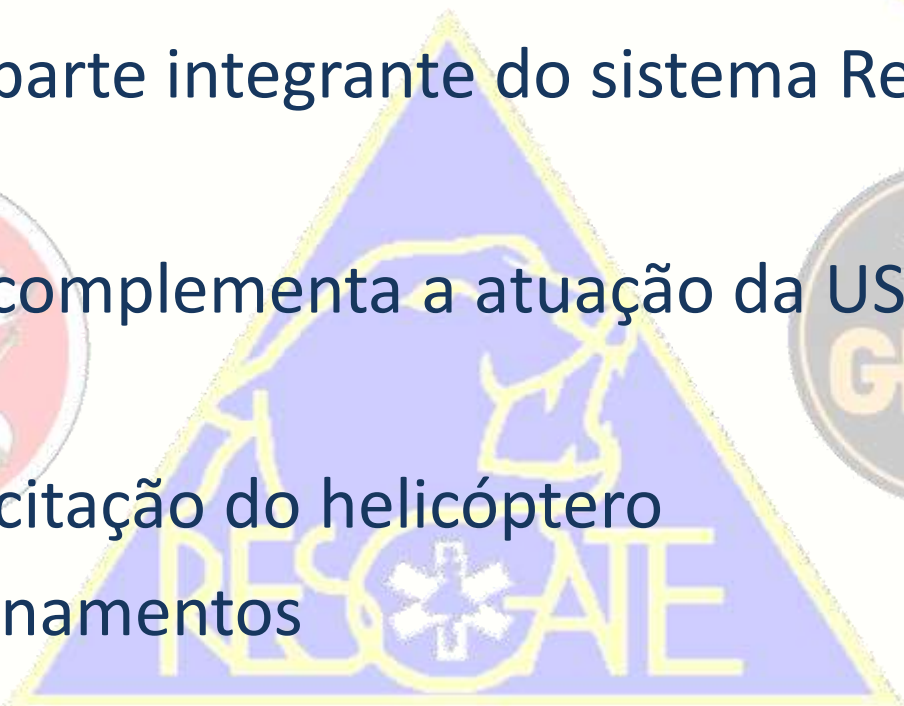 parte integrante do sistema Re
complementa a atuação da US
citação do helicóptero
namentos
RESGATE
G